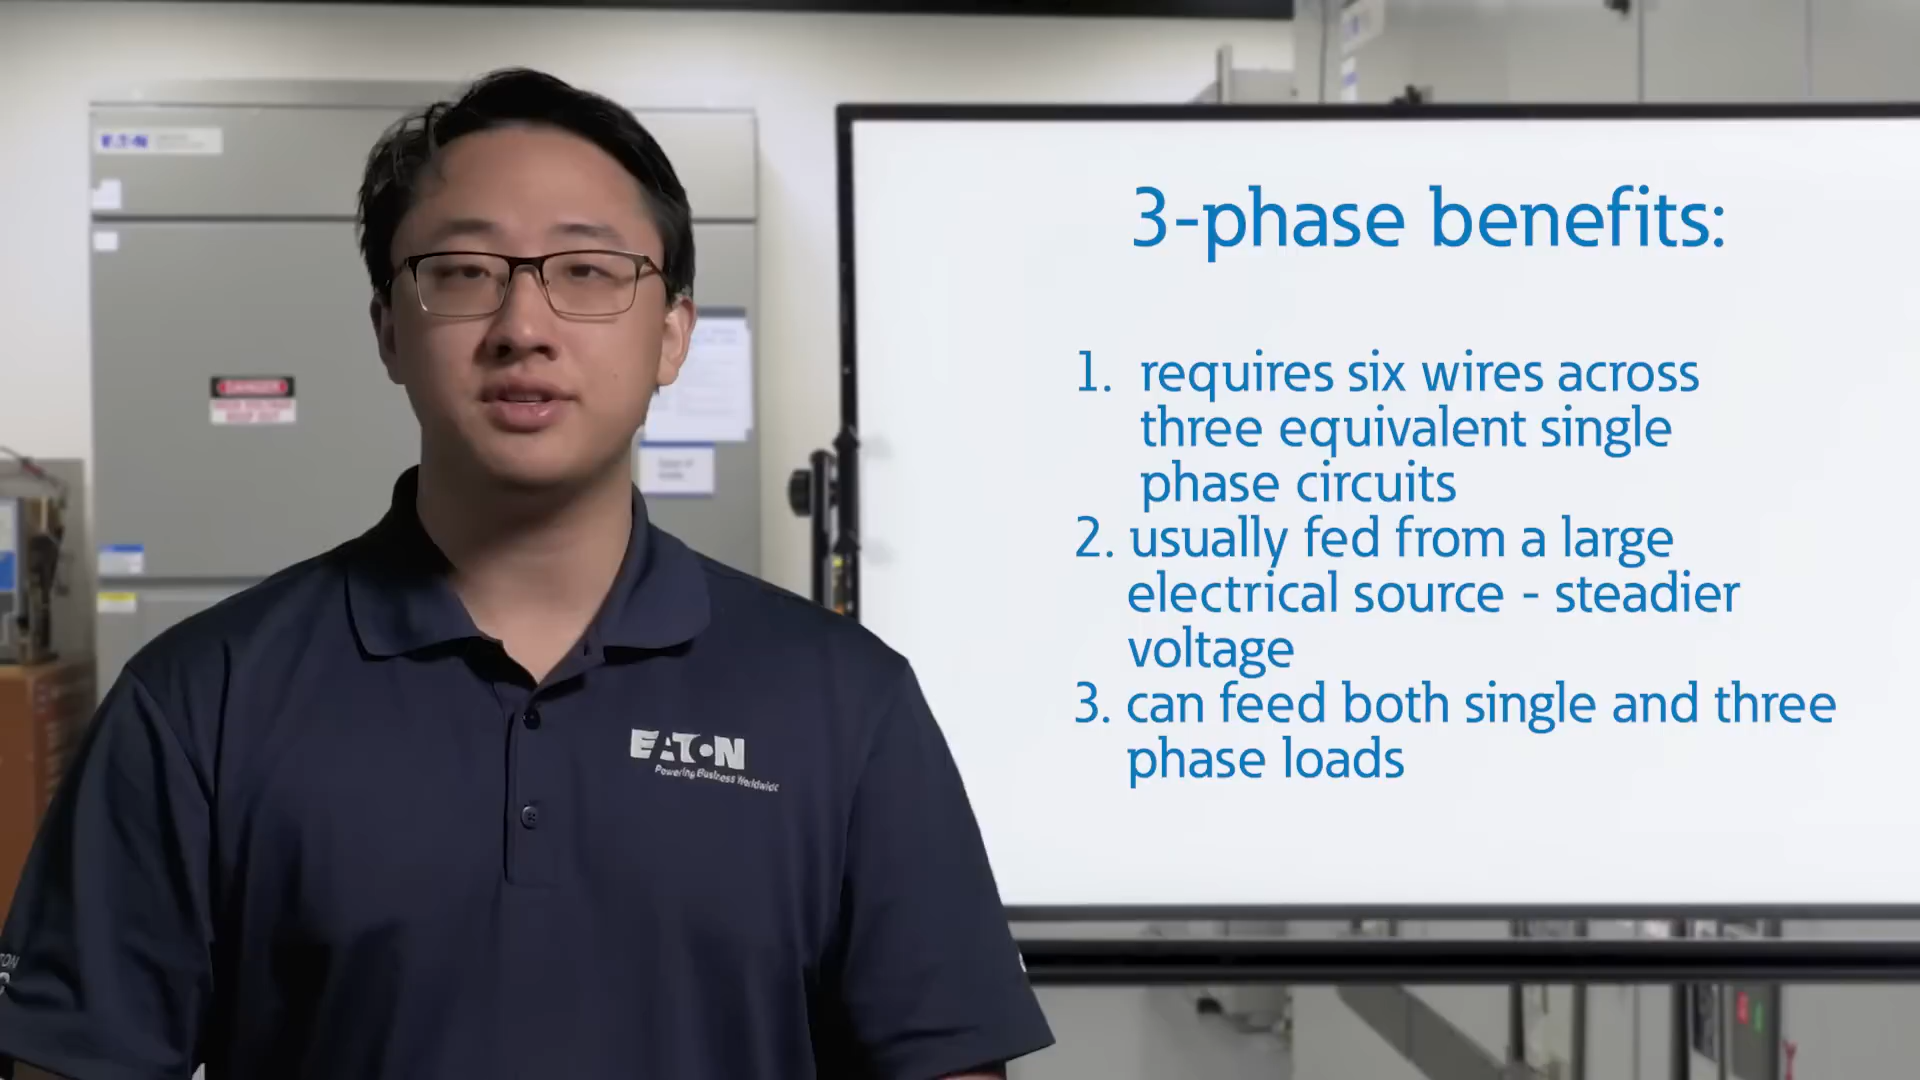 3-phase benefits:
1. requires six wires across
three equivalent single
phase circuits
2. usually fed from a large
electrical source - steadier
voltage
3. can feed both single and three
phase loads
EATON
DANGER
EATON
Powering Business Worldwide